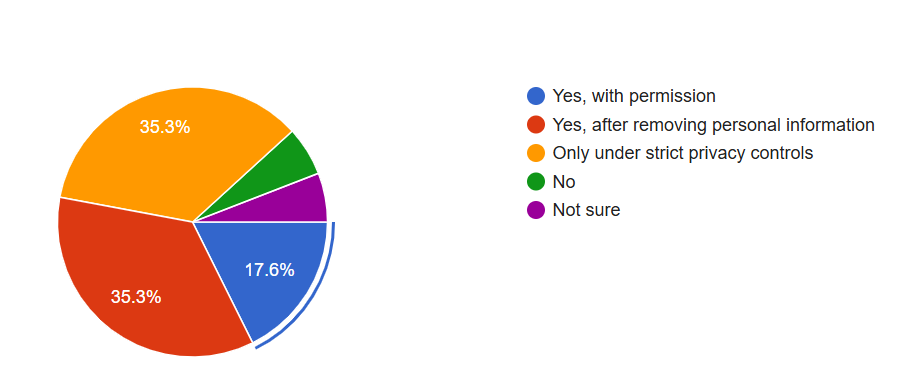 Yes, with permission
Yes, after removing personal information
Only under strict privacy controls
No
Not sure
35.3%
17.6%
35.3%